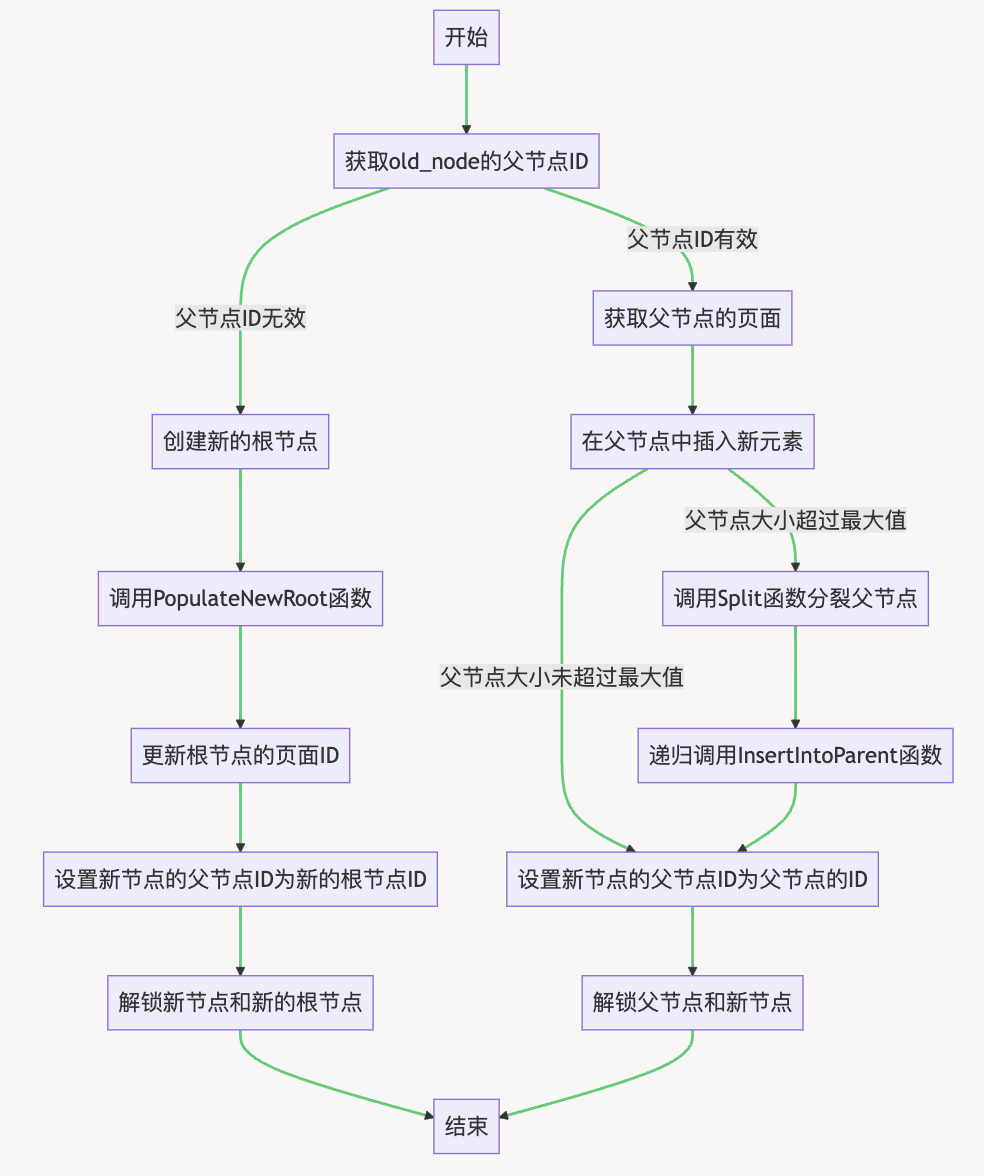 开始
获取old_node的父节点ID
父节点ID有效
父节点ID无效
获取父节点的页面
创建新的根节点
在父节点中插入新元素
父节点大小超过最大值
调用PopulateNewRoot函数
调用Split函数分裂父节点
父节点大小未超过最大值
更新根节点的页面ID
递归调用InsertIntoParent函数
设置新节点的父节点ID为新的根节点ID
设置新节点的父节点ID为父节点的ID
解锁新节点和新的根节点
解锁父节点和新节点
结束